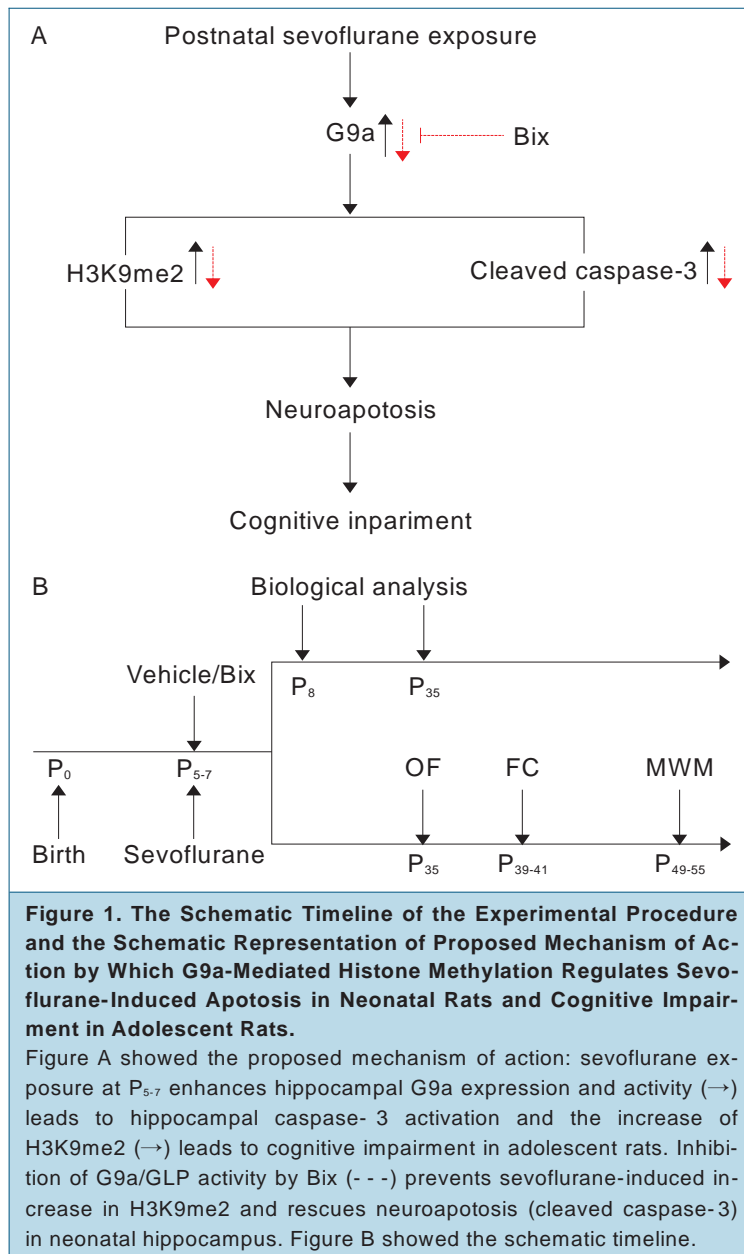 A
Postnatal sevoflurane exposure
G9a
Bix
H3K9me2
Cleaved caspase-3
Neuroapotosis
Cognitive inpariment
B
Biological analysis
Vehicle/Bix
P8
P35
P0
P5-7
OF
FC
MWM
Birth
Sevoflurane
P35
P39-41
P49-55
Figure 1. The Schematic Timeline of the Experimental Procedure
and the Schematic Representation of Proposed Mechanism of Ac-
tion by Which G9a-Mediated Histone Methylation Regulates Sevo-
flurane-Induced Apotosis in Neonatal Rats and Cognitive Impair-
ment in Adolescent Rats.
Figure A showed the proposed mechanism of action: sevoflurane ex-
posure at P5-7 enhances hippocampal G9a expression and activity (→)
leads to hippocampal caspase- 3 activation and the increase of
H3K9me2 (→) leads to cognitive impairment in adolescent rats. Inhibi-
tion of G9a/GLP activity by Bix (- - -) prevents sevoflurane-induced in-
crease in H3K9me2 and rescues neuroapotosis (cleaved caspase-3)
in neonatal hippocampus. Figure B showed the schematic timeline.